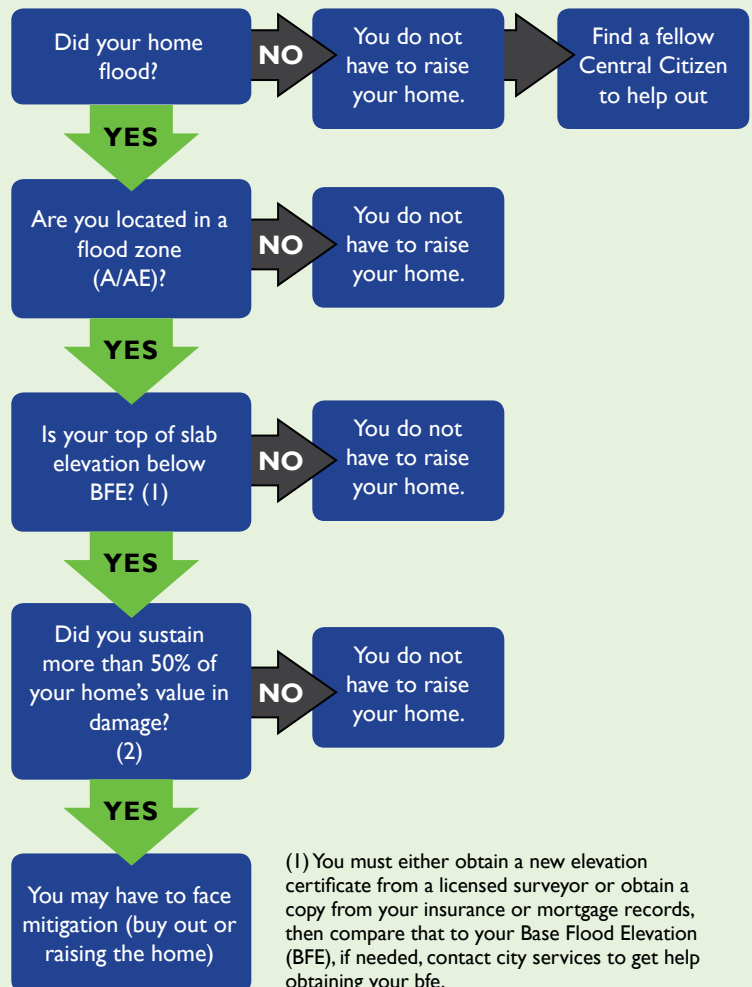 Did your home
flood?
NO
You do not
have to raise
your home.
Find a fellow
Central Citizen
to help out
YES
Are you located in a
flood zone
(A/AE)?
NO
You do not
have to raise
your home.
YES
Is your top of slab
elevation below
BFE? (1)
NO
You do not
have to raise
your home.
YES
Did you sustain
more than 50% of
your home's value in
damage?
(2)
NO
You do not
have to raise
your home.
YES
You may have to face
mitigation (buy out or
raising the home)
(1) You must either obtain a new elevation
certificate from a licensed surveyor or obtain a
copy from your insurance or mortgage records,
then compare that to your Base Flood Elevation
(BFE), if needed, contact city services to get help
obtaining your bfe.